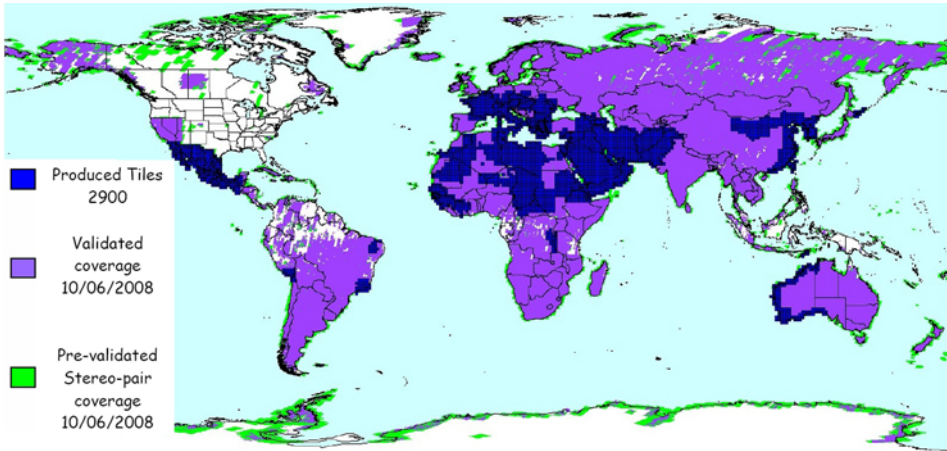 Produced Tiles
2900
Validated
coverage
10/06/2008
Pre-validated
Stereo-pair
coverage
10/06/2008